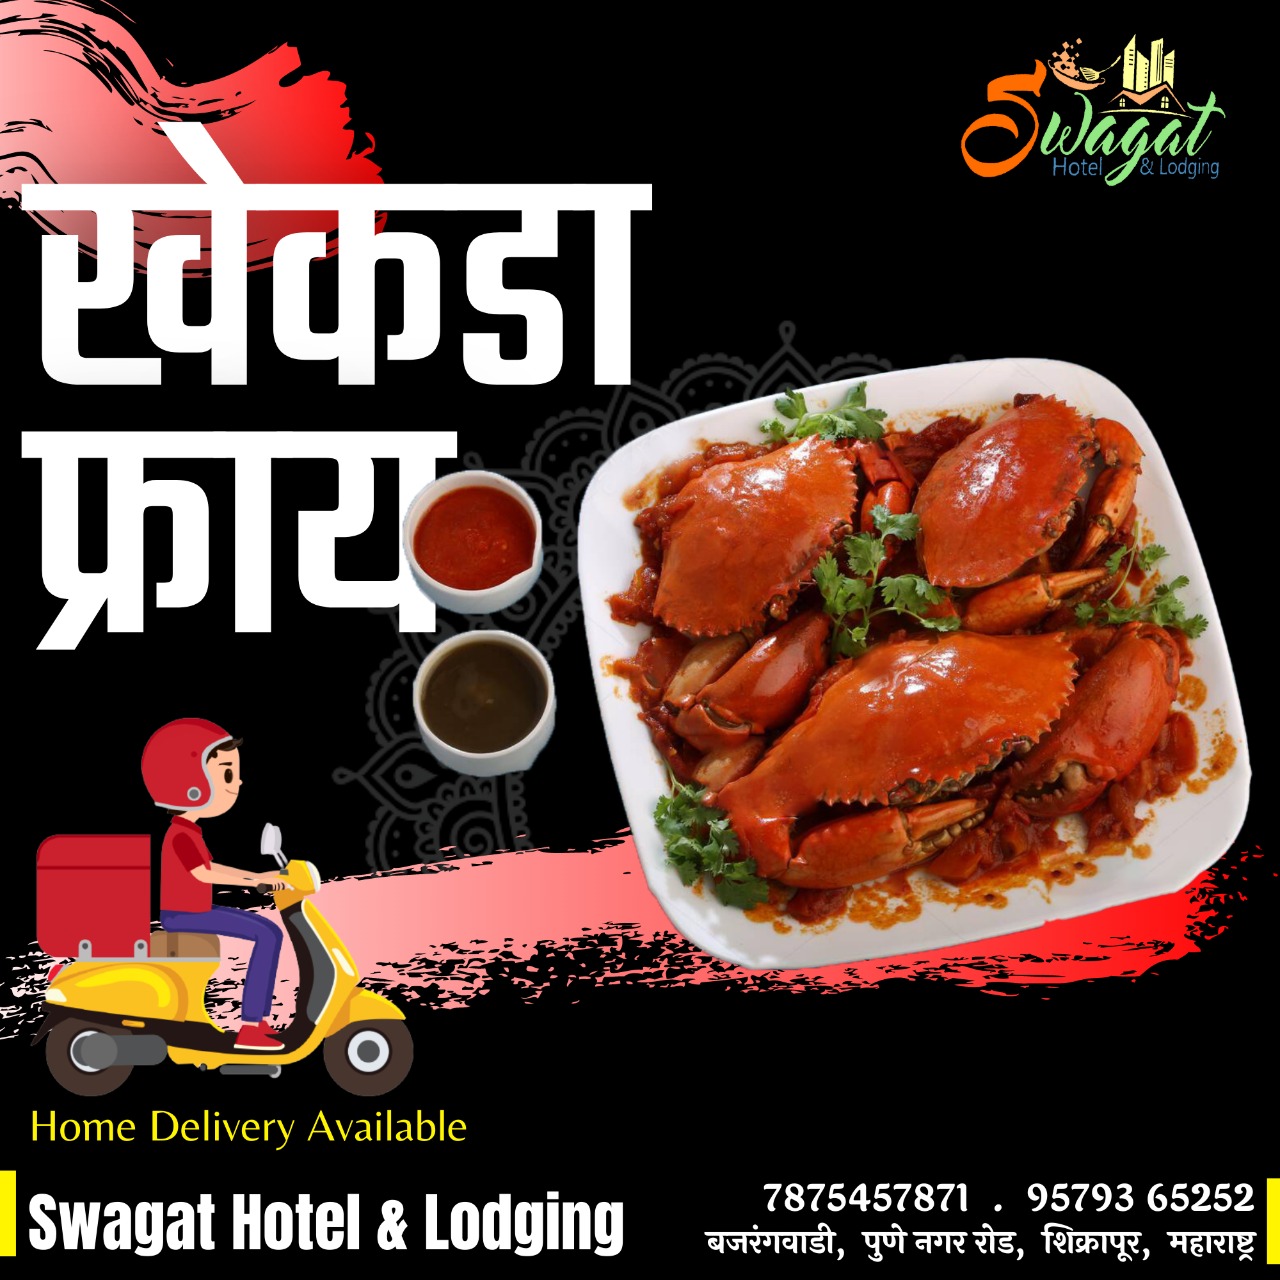 Swagat
Hotel & Lodging
खेकडा
फ्राय
Home Delivery Available
Swagat Hotel & Lodging
7875457871 . 95793 65252
बजरंगवाडी, पुणे नगर रोड, शिक्रापूर, महाराष्ट्र